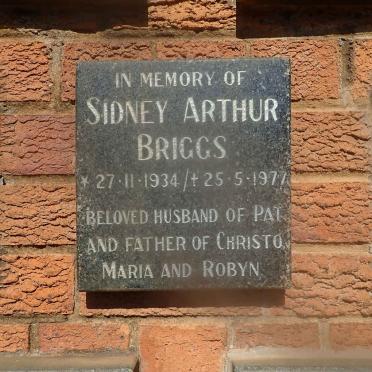 IN MEMORY OF
SIDNEY ARTHUR
BRIGGS
* 27·11·1934/† 25·5·1977
BELOVED HUSBAND OF PAT
AND FATHER OF CHRISTO,
MARIA AND ROBYN